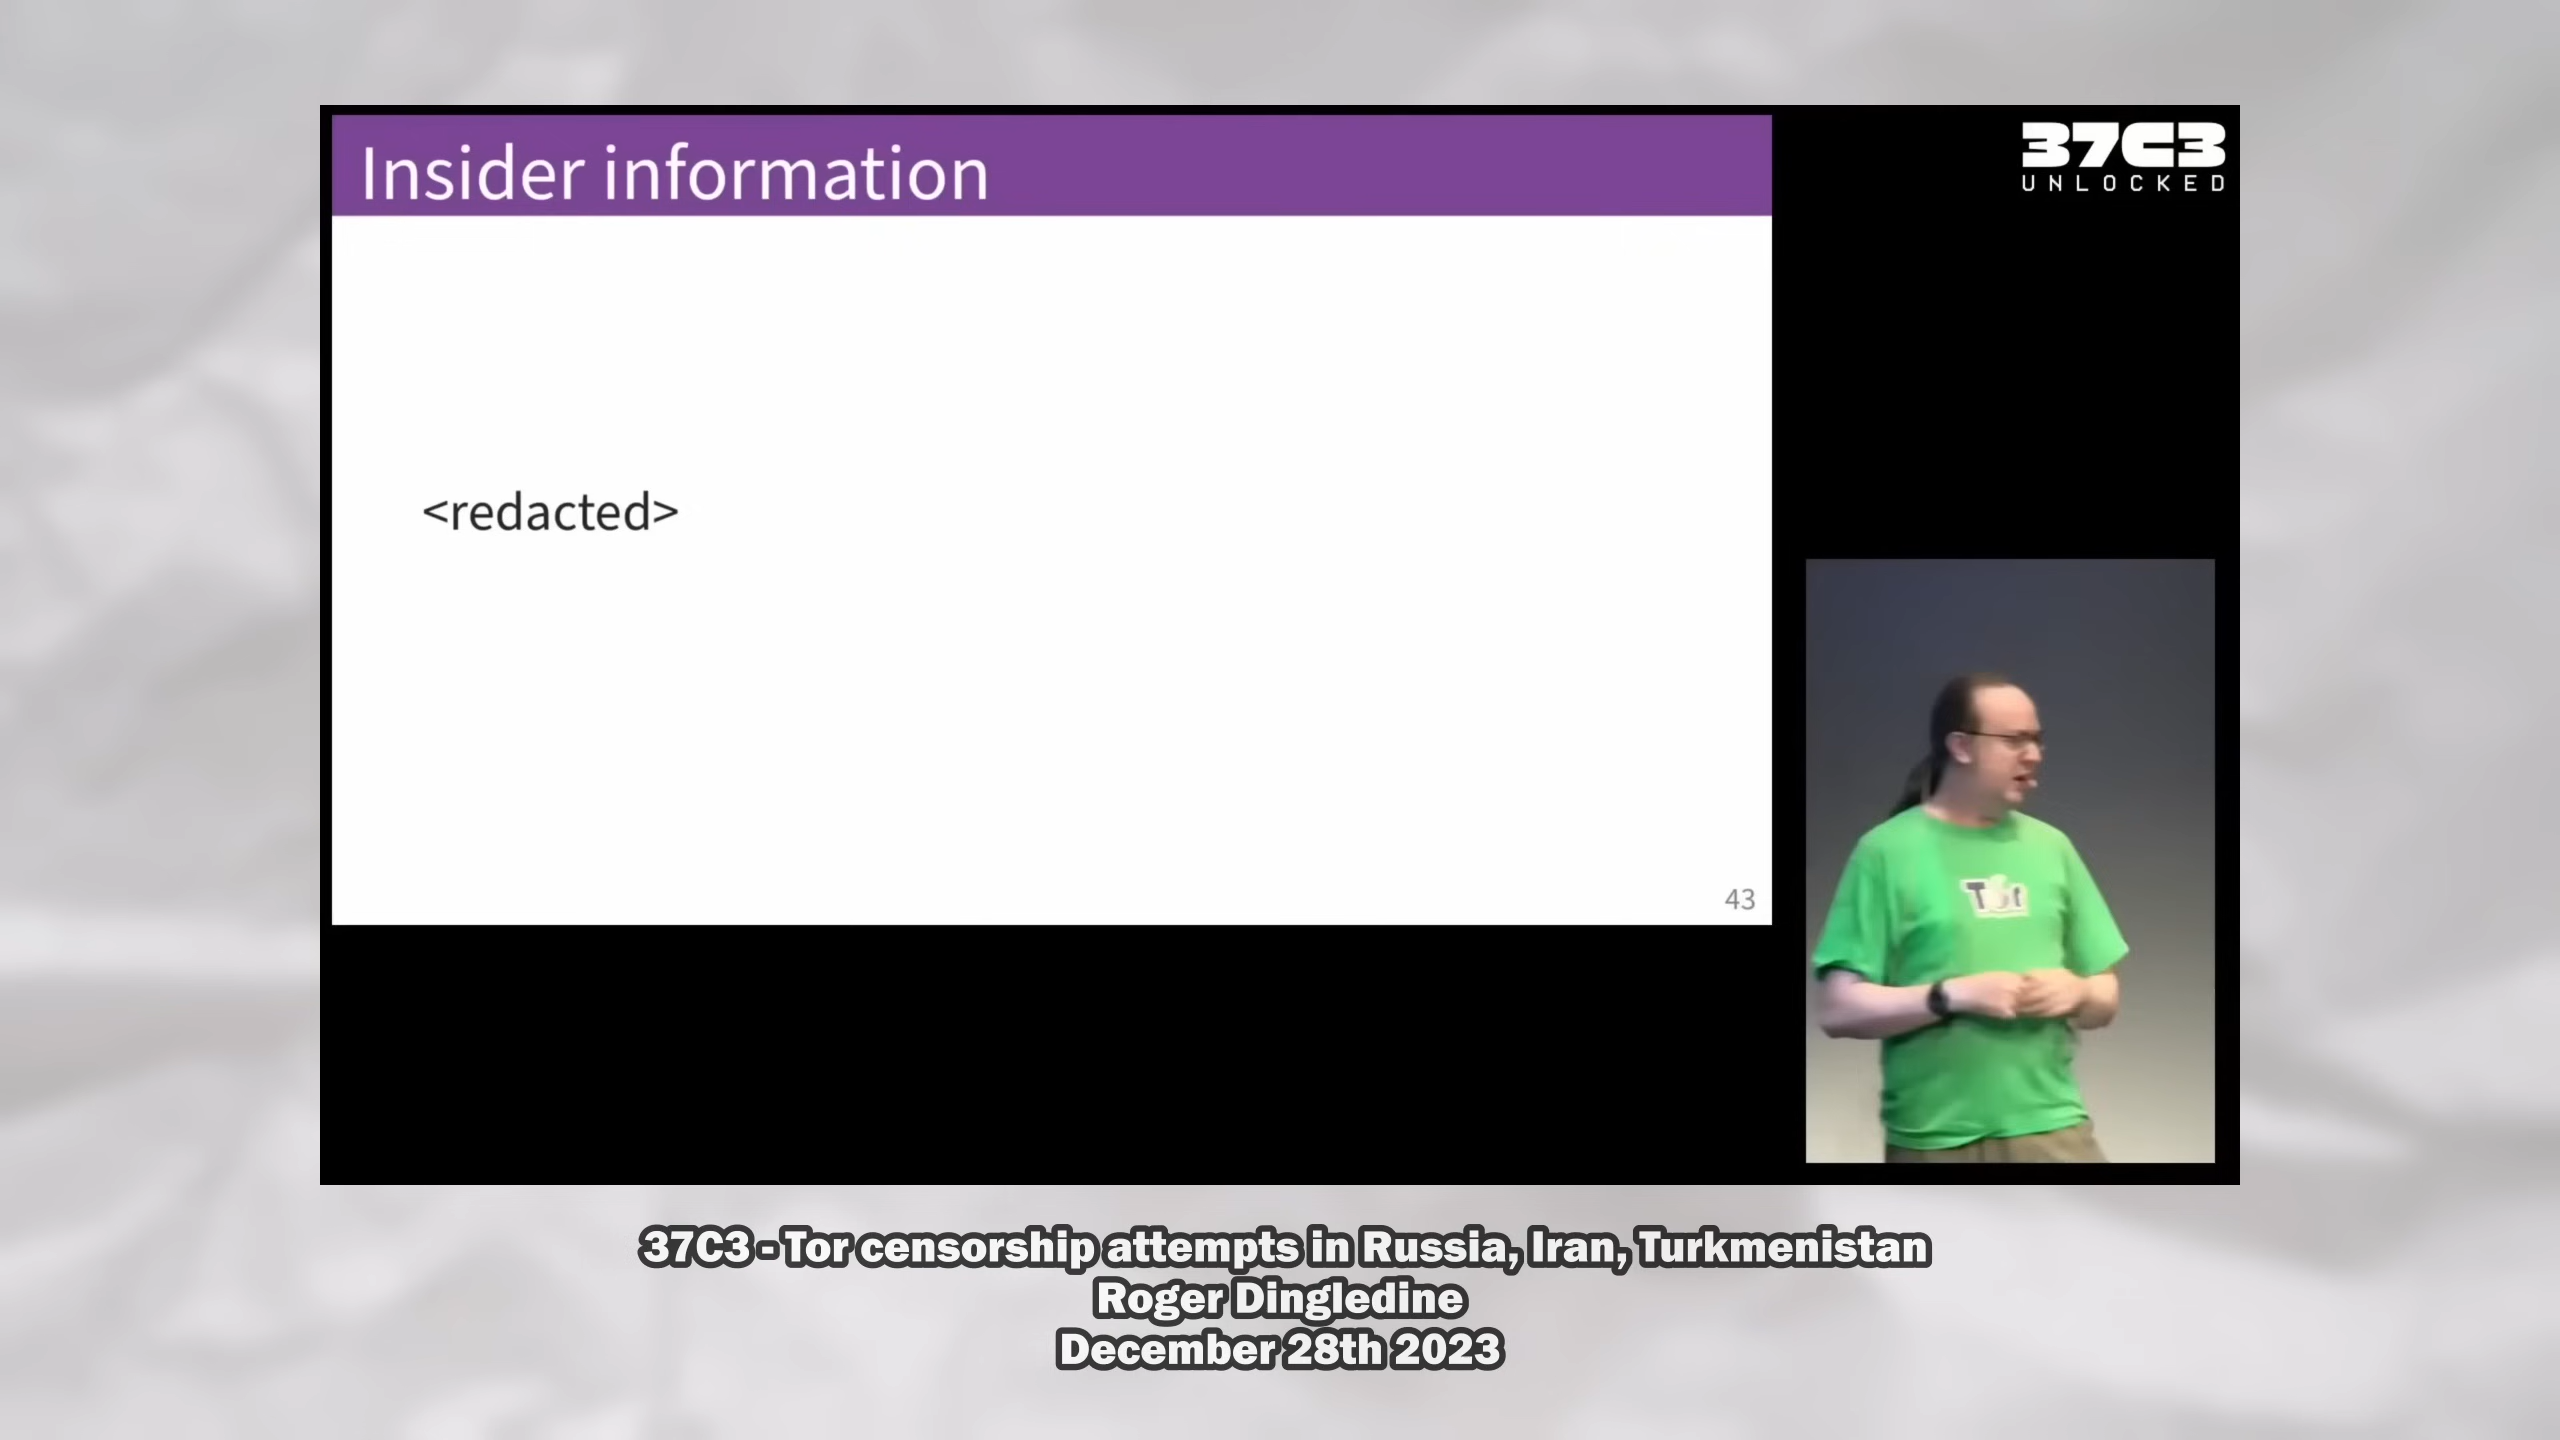 Insider information
37C3
UNLOCKED
<redacted>
Tor
43
37C3 - Tor censorship attempts in Russia, Iran, Turkmenistan
Roger Dingledine
December 28th 2023